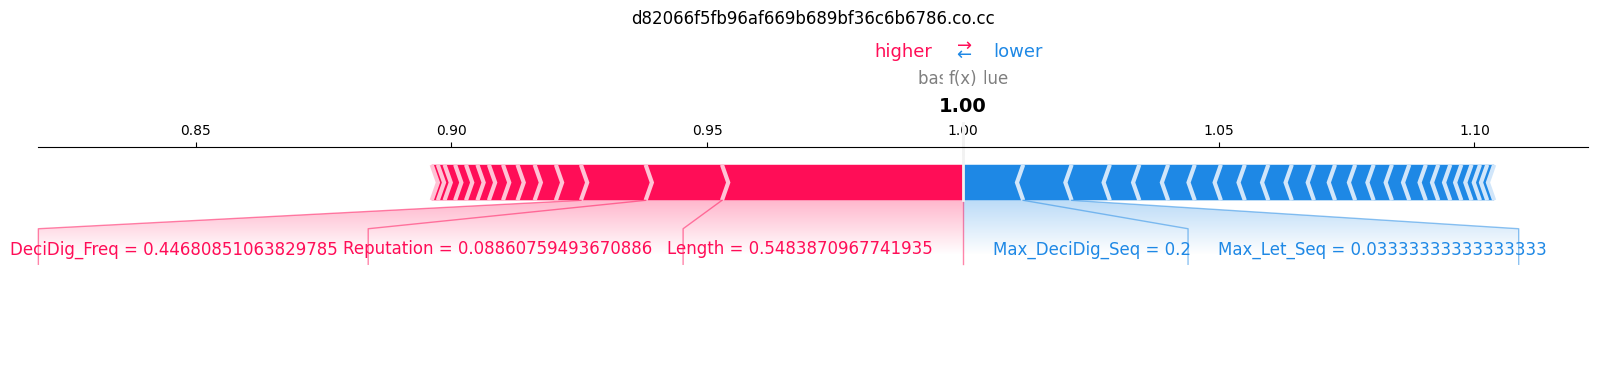 d82066f5fb96af669b689bf36c6b6786.co.cc
higher ⇄ lower
f(x)
1.00
0.85 0.90 0.95 1.00 1.05 1.10
DeciDig_Freq = 0.44680851063829785 Reputation = 0.08860759493670886 Length = 0.5483870967741935 Max_DeciDig_Seq = 0.2 Max_Let_Seq = 0.03333333333333333